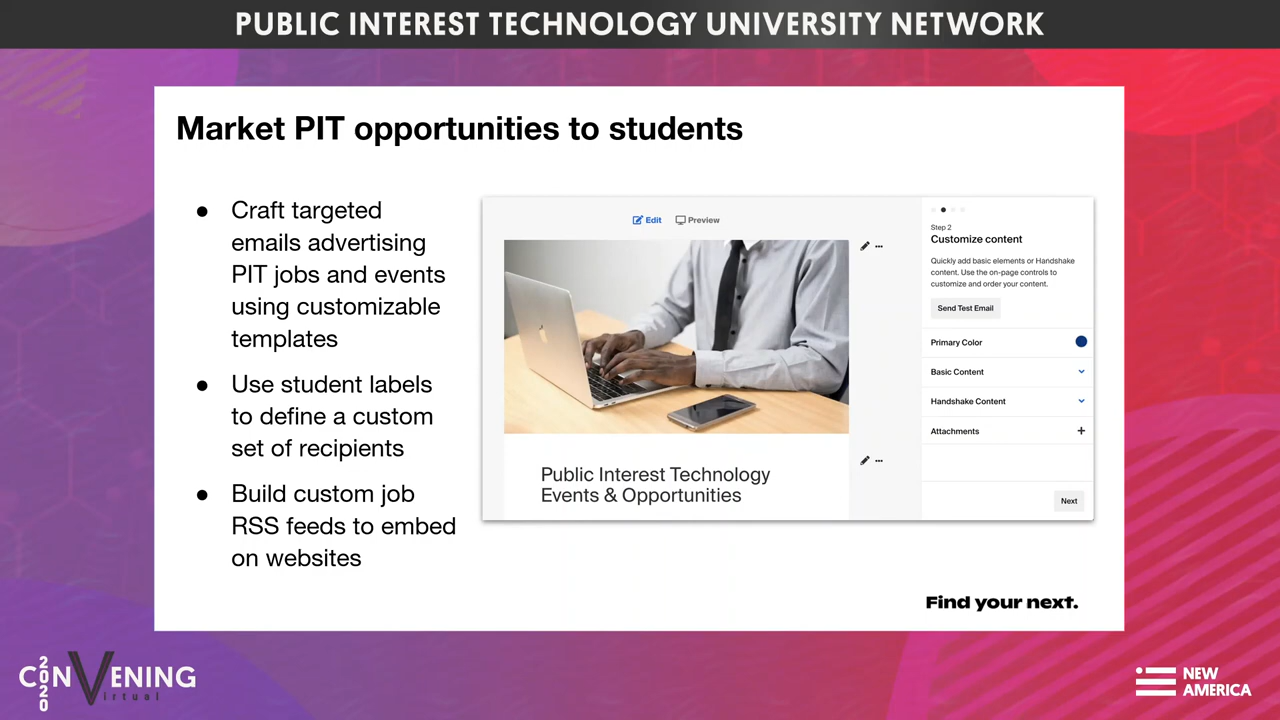 PUBLIC INTEREST TECHNOLOGY UNIVERSITY NETWORK
Market PIT opportunities to students
● Craft targeted
emails advertising
PIT jobs and events
using customizable
templates
● Use student labels
to define a custom
set of recipients
● Build custom job
RSS feeds to embed
on websites
Edit
Preview
Public Interest Technology
Events & Opportunities
Step 2
Customize content
Quickly add basic elements or Handshake
content. Use the on-page controls to
customize and order your content.
Send Test Email
Primary Color
Basic Content
Handshake Content
Attachments
Next
Find your next.
2020
CONVENING
Virtual
NEW
AMERICA